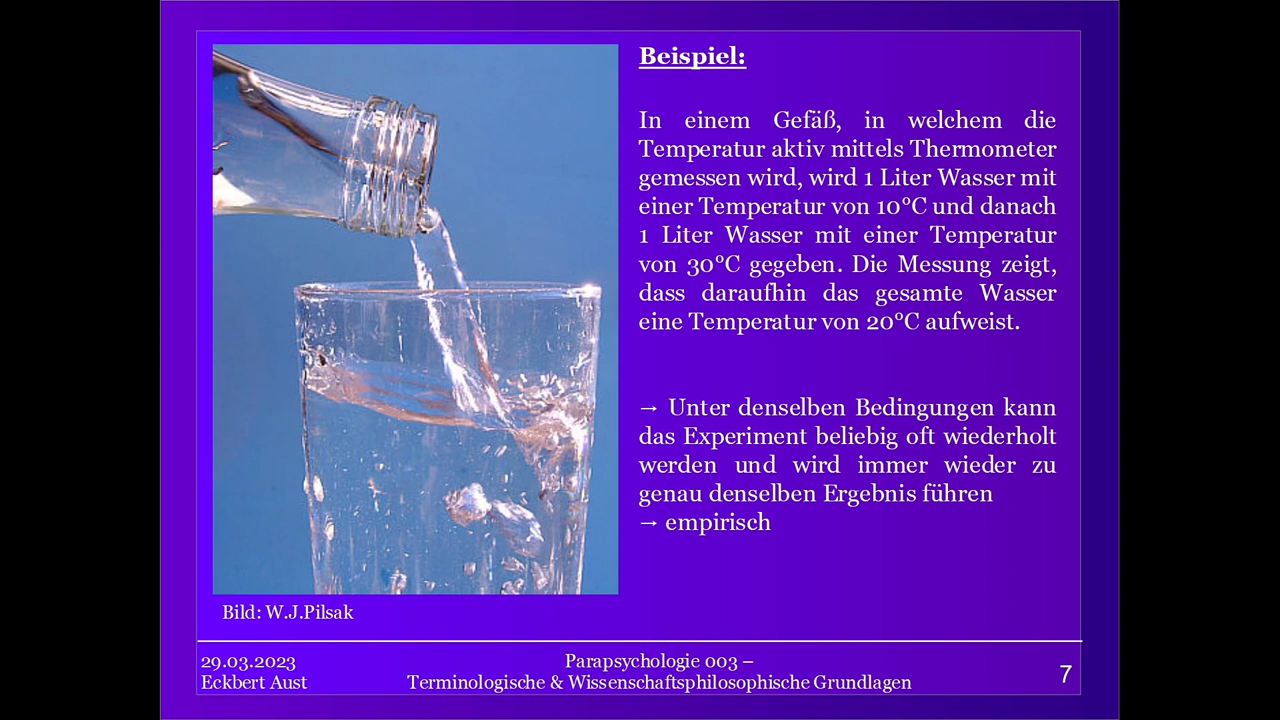 Beispiel:
In einem Gefäß, in welchem die
Temperatur aktiv mittels Thermometer
gemessen wird, wird 1 Liter Wasser mit
einer Temperatur von 10°C und danach
1 Liter Wasser mit einer Temperatur
von 30°C gegeben. Die Messung zeigt,
dass daraufhin das gesamte Wasser
eine Temperatur von 20°C aufweist.
→ Unter denselben Bedingungen kann
das Experiment beliebig oft wiederholt
werden und wird immer wieder zu
genau denselben Ergebnis führen
→ empirisch
Bild: W.J.Pilsak
29.03.2023
Eckbert Aust
Parapsychologie 003 –
Terminologische & Wissenschaftsphilosophische Grundlagen
7